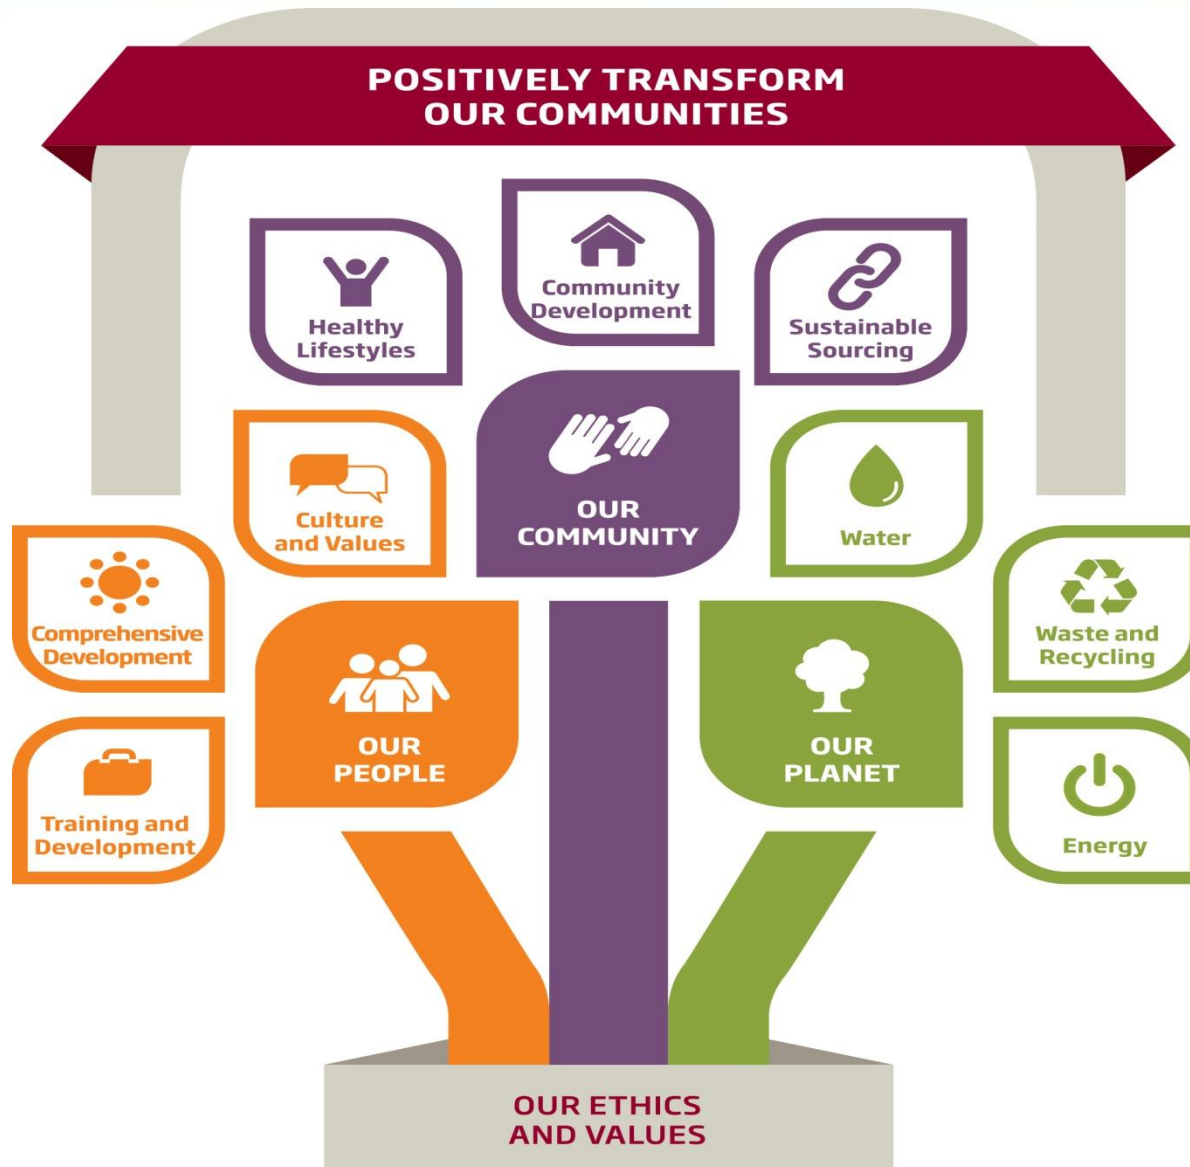 POSITIVELY TRANSFORM
OUR COMMUNITIES
Healthy
Lifestyles
Community
Development
Sustainable
Sourcing
Culture
and Values
OUR
COMMUNITY
Water
Comprehensive
Development
OUR
PEOPLE
OUR
PLANET
Waste and
Recycling
Training and
Development
Energy
OUR ETHICS
AND VALUES